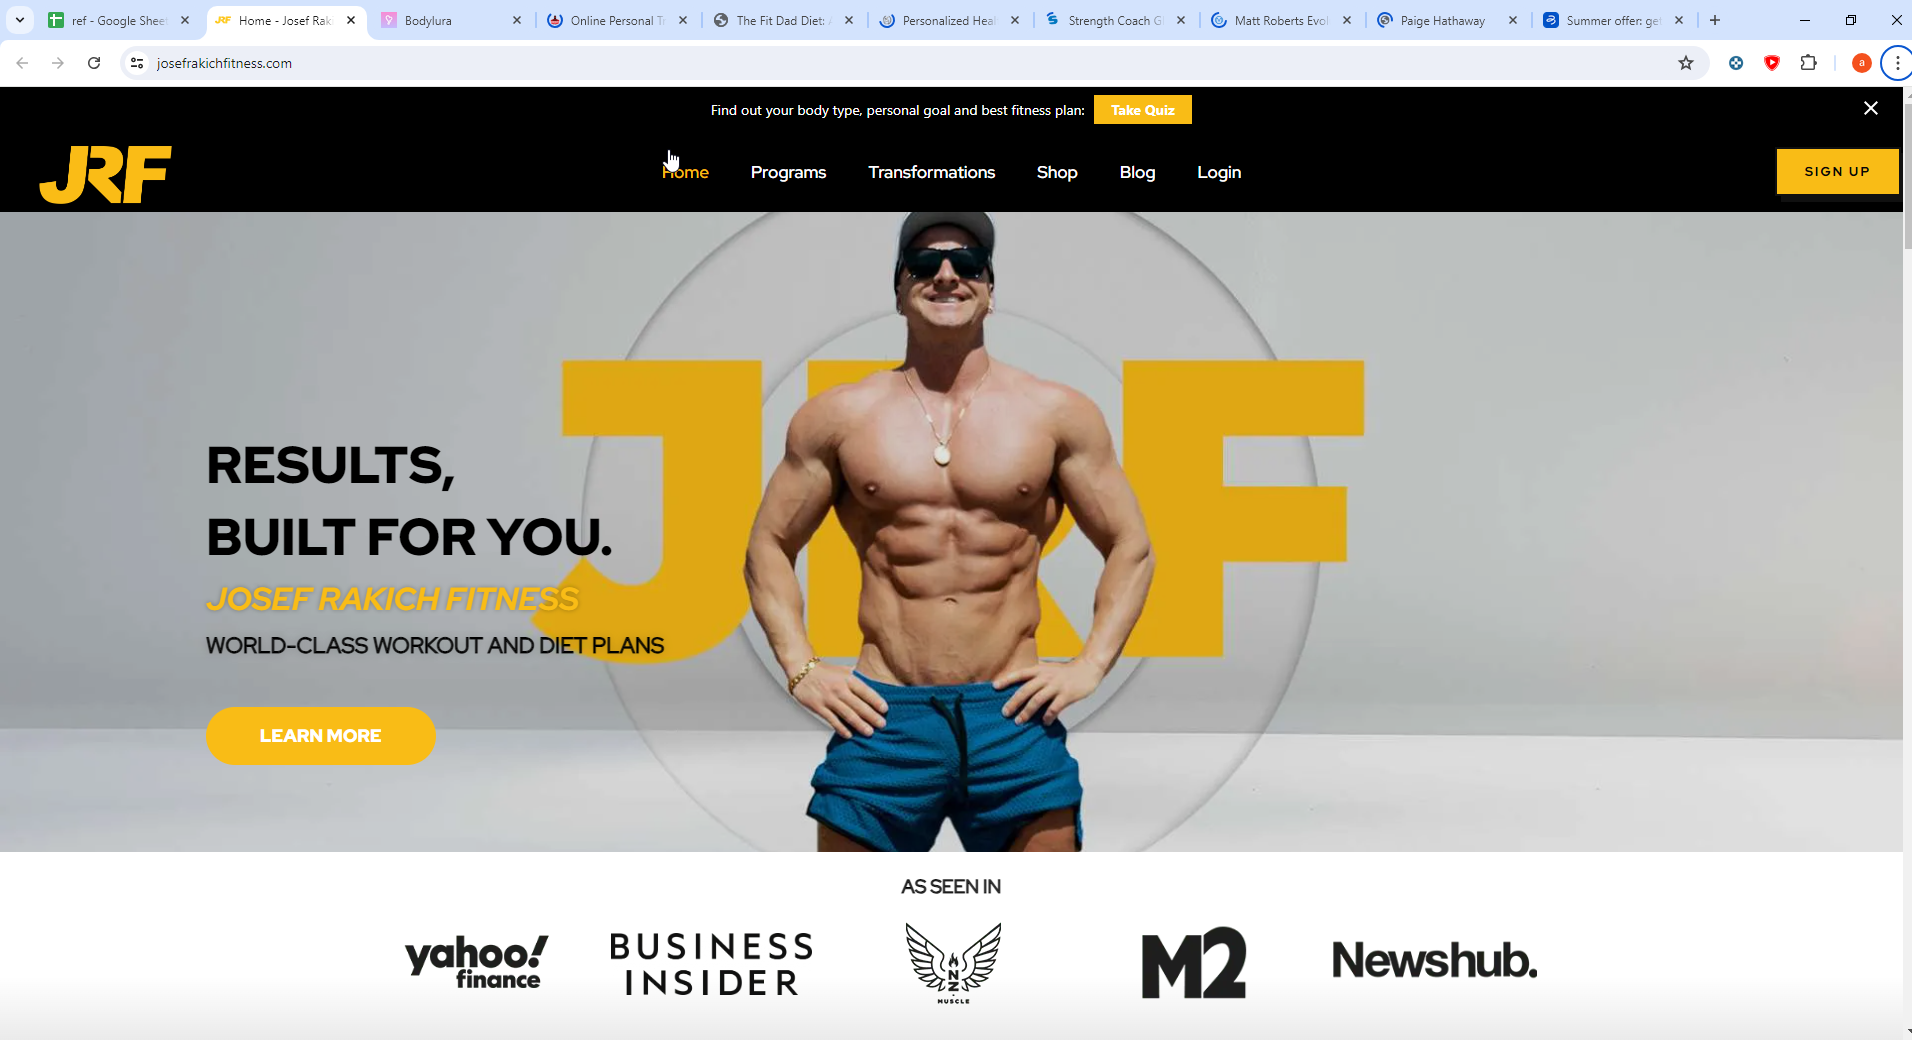 ref - Google Shee
Home - Josef Rak
Bodylura
Online Personal T
The Fit Dad Diet:
Personalized Hea
Strength Coach G
Matt Roberts Evol
Paige Hathaway
Summer offer: ge
josefrakichfitness.com
a
Find out your body type, personal goal and best fitness plan:
Take Quiz
JRF
Home
Programs
Transformations
Shop
Blog
Login
SIGN UP
JRF
RESULTS,
BUILT FOR YOU.
JOSEF RAKICH FITNESS
WORLD-CLASS WORKOUT AND DIET PLANS
LEARN MORE
AS SEEN IN
yahoo!
finance
BUSINESS
INSIDER
NZ
MUSCLE
M2
Newshub.